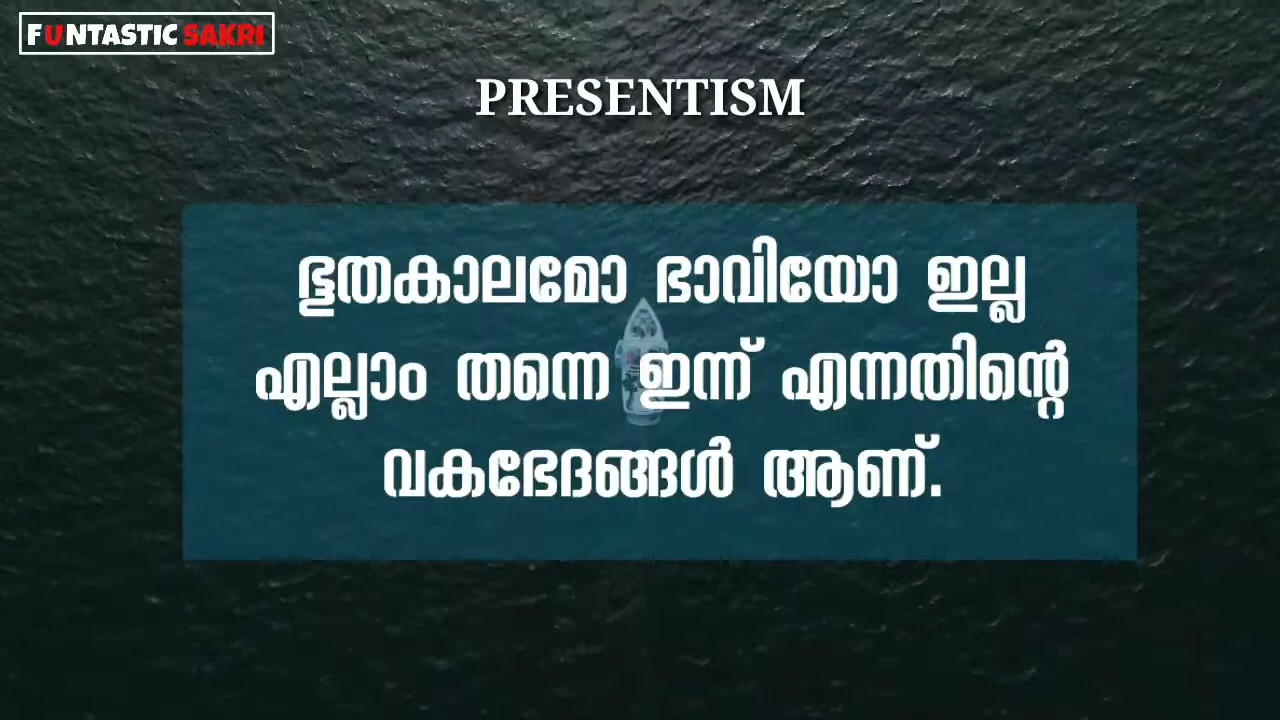 FUNTASTIC SAKRI
PRESENTISM
ഭൂതകാലമോ ഭാവിയോ ഇല്ല
എല്ലാം തന്നെ ഇന്ന് എന്നതിന്റെ
വകഭേദങ്ങൾ ആണ്.